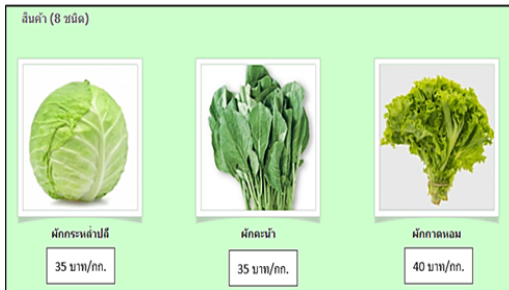 สินค้า (8 ชนิด)
ผักกระหล่ำปลี
ผักคะน้า
ผักกาดหอม
35 บาท/กก.
35 บาท/กก.
40 บาท/กก.